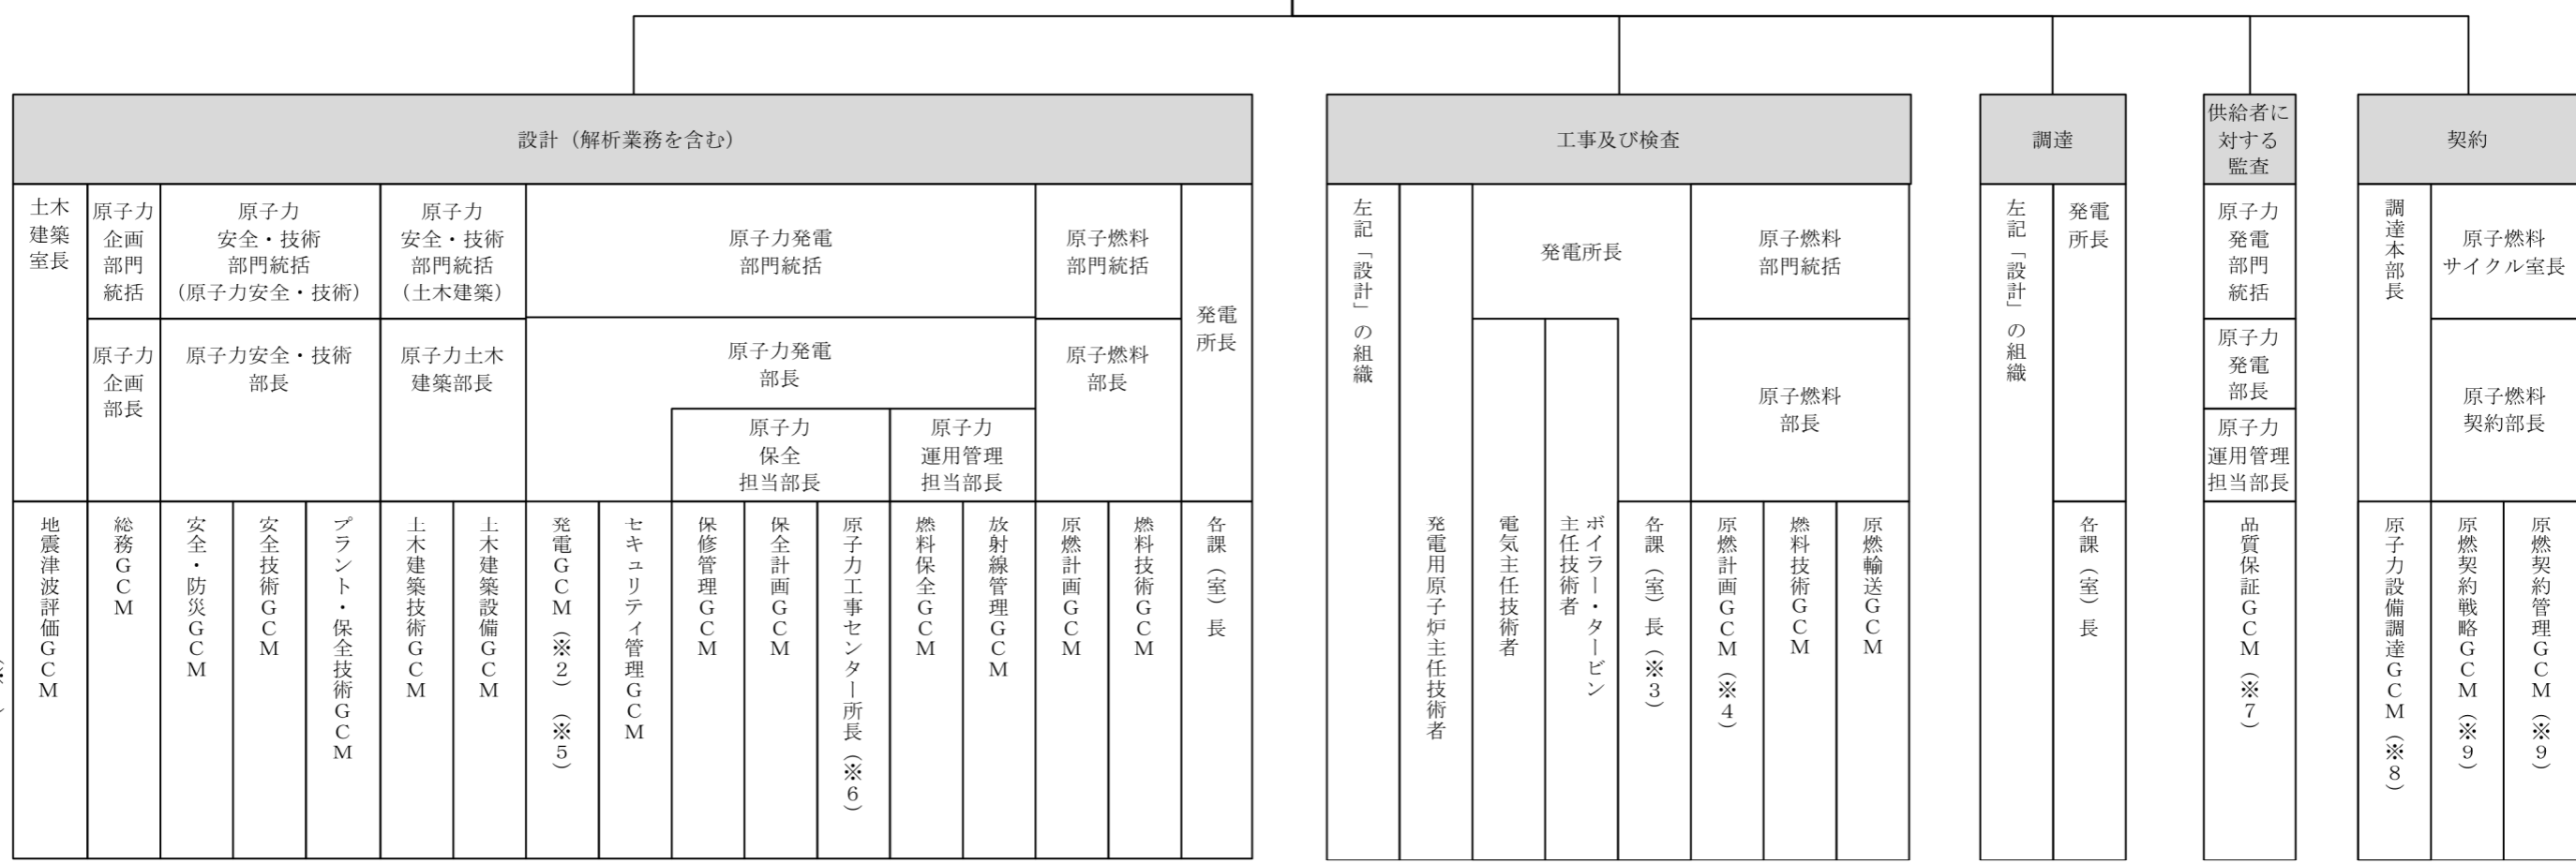 設計（解析業務を含む）
土木
建築
室長
地震津波評価ＧＣＭ
原子力
企画
部門
統括
原子力
企画
部長
総務ＧＣＭ
原子力
安全・技術
部門統括
（原子力安全・技術）
原子力安全・技術
部長
安全・防災ＧＣＭ
安全技術ＧＣＭ
プラント・保全技術ＧＣＭ
原子力
安全・技術
部門統括
（土木建築）
原子力土木
建築部長
土木建築技術ＧＣＭ
土木建築設備ＧＣＭ
原子力発電
部門統括
原子力発電
部長
発電ＧＣＭ（※２）（※５）
セキュリティ管理ＧＣＭ
原子力
保全
担当部長
保修管理ＧＣＭ
保全計画ＧＣＭ
原子力工事センター所長（※６）
原子力
運用管理
担当部長
燃料保全ＧＣＭ
放射線管理ＧＣＭ
原子燃料
部門統括
原子燃料
部長
原燃計画ＧＣＭ
燃料技術ＧＣＭ
発電
所長
各課（室）長
工事及び検査
左記「設計」の組織
発電用原子炉主任技術者
発電所長
電気主任技術者
ボイラー・タービン
主任技術者
各課（室）長（※３）
原子燃料
部門統括
原子燃料
部長
原燃計画ＧＣＭ（※４）
燃料技術ＧＣＭ
原燃輸送ＧＣＭ
調達
左記「設計」の組織
発電
所長
各課（室）長
供給者に
対する
監査
原子力
発電
部門
統括
原子力
発電
部長
原子力
運用管理
担当部長
品質保証ＧＣＭ（※７）
契約
調達本部長
原子力設備調達ＧＣＭ（※８）
原子燃料
サイクル室長
原子燃料
契約部長
原燃契約戦略ＧＣＭ（※９）
原燃契約管理ＧＣＭ（※９）